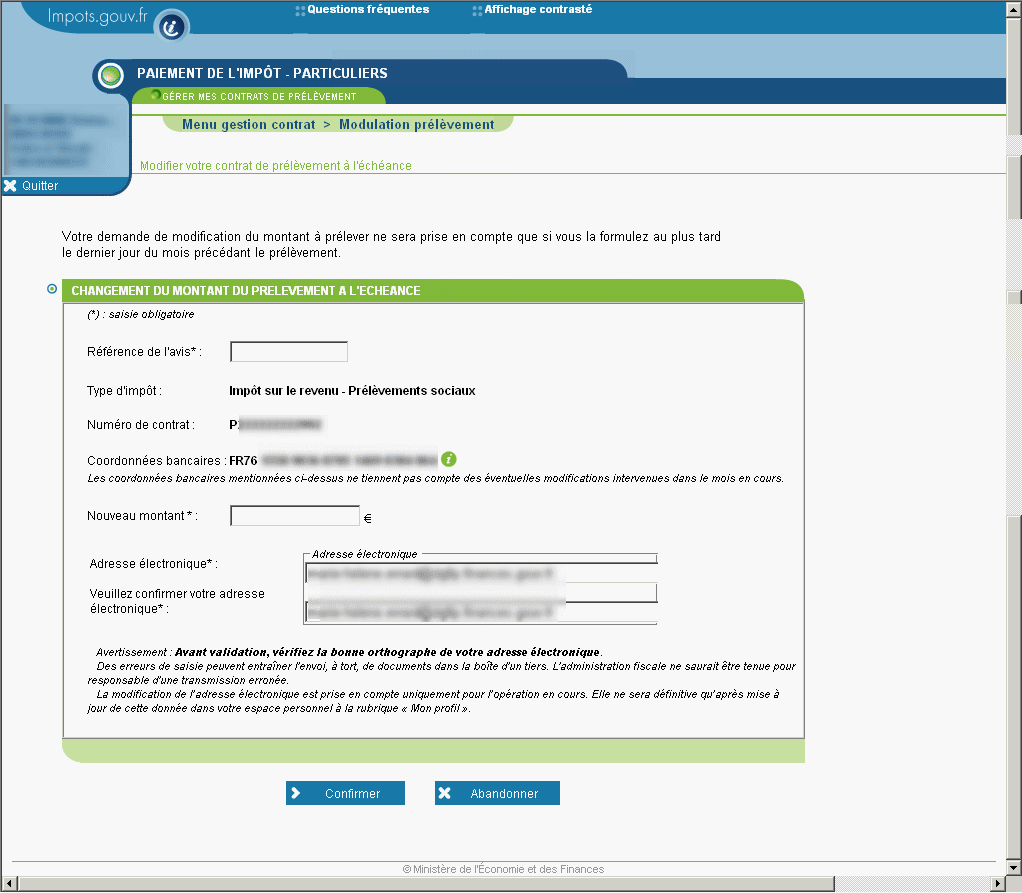 Impots.gouv.fr
Questions fréquentes
Affichage contrasté
PAIEMENT DE L'IMPÔT - PARTICULIERS
GÉRER MES CONTRATS DE PRÉLÈVEMENT
Menu gestion contrat > Modulation prélèvement
Modifier votre contrat de prélèvement à l'échéance
Quitter
Votre demande de modification du montant à prélever ne sera prise en compte que si vous la formulez au plus tard
le dernier jour du mois précédant le prélèvement.
CHANGEMENT DU MONTANT DU PRELEVEMENT A L'ECHEANCE
(*) : saisie obligatoire
Référence de l'avis* :
Type d'impôt : Impôt sur le revenu - Prélèvements sociaux
Numéro de contrat : P
Coordonnées bancaires : FR76
Les coordonnées bancaires mentionnées ci-dessus ne tiennent pas compte des éventuelles modifications intervenues dans le mois en cours.
Nouveau montant * : €
Adresse électronique
Adresse électronique* :
Veuillez confirmer votre adresse
électronique* :
Avertissement : Avant validation, vérifiez la bonne orthographe de votre adresse électronique.
Des erreurs de saisie peuvent entraîner l'envoi, à tort, de documents dans la boîte d'un tiers. L'administration fiscale ne saurait être tenue pour
responsable d'une transmission erronée.
La modification de l'adresse électronique est prise en compte uniquement pour l'opération en cours. Elle ne sera définitive qu'après mise à
jour de cette donnée dans votre espace personnel à la rubrique « Mon profil ».
Confirmer
Abandonner
© Ministère de l'Économie et des Finances